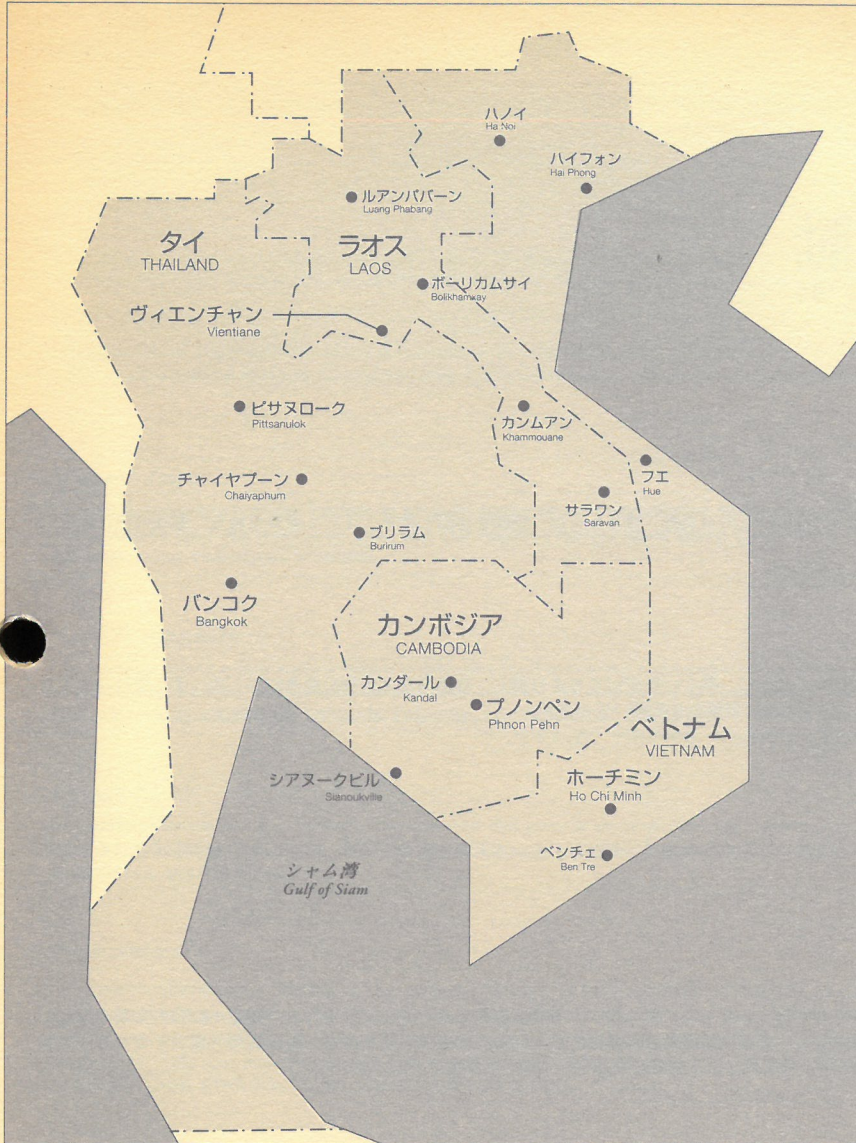 ハノイ
Ha Noi
ハイフォン
Hai Phong
ルアンパバーン
Luang Phabang
タイ
THAILAND
ラオス
LAOS
ボーリカムサイ
Bolikhamxay
ヴィエンチャン
Vientiane
ピサヌローク
Pittsanulok
カンムアン
Khammouane
チャイヤプーン
Chaiyaphum
フエ
Hue
サラワン
Saravan
ブリラム
Burirum
バンコク
Bangkok
カンボジア
CAMBODIA
カンダール
Kandal
プノンペン
Phnon Pehn
ベトナム
VIETNAM
シアヌークビル
Sianoukville
ホーチミン
Ho Chi Minh
ベンチェ
Ben Tre
シャム湾
Gulf of Siam